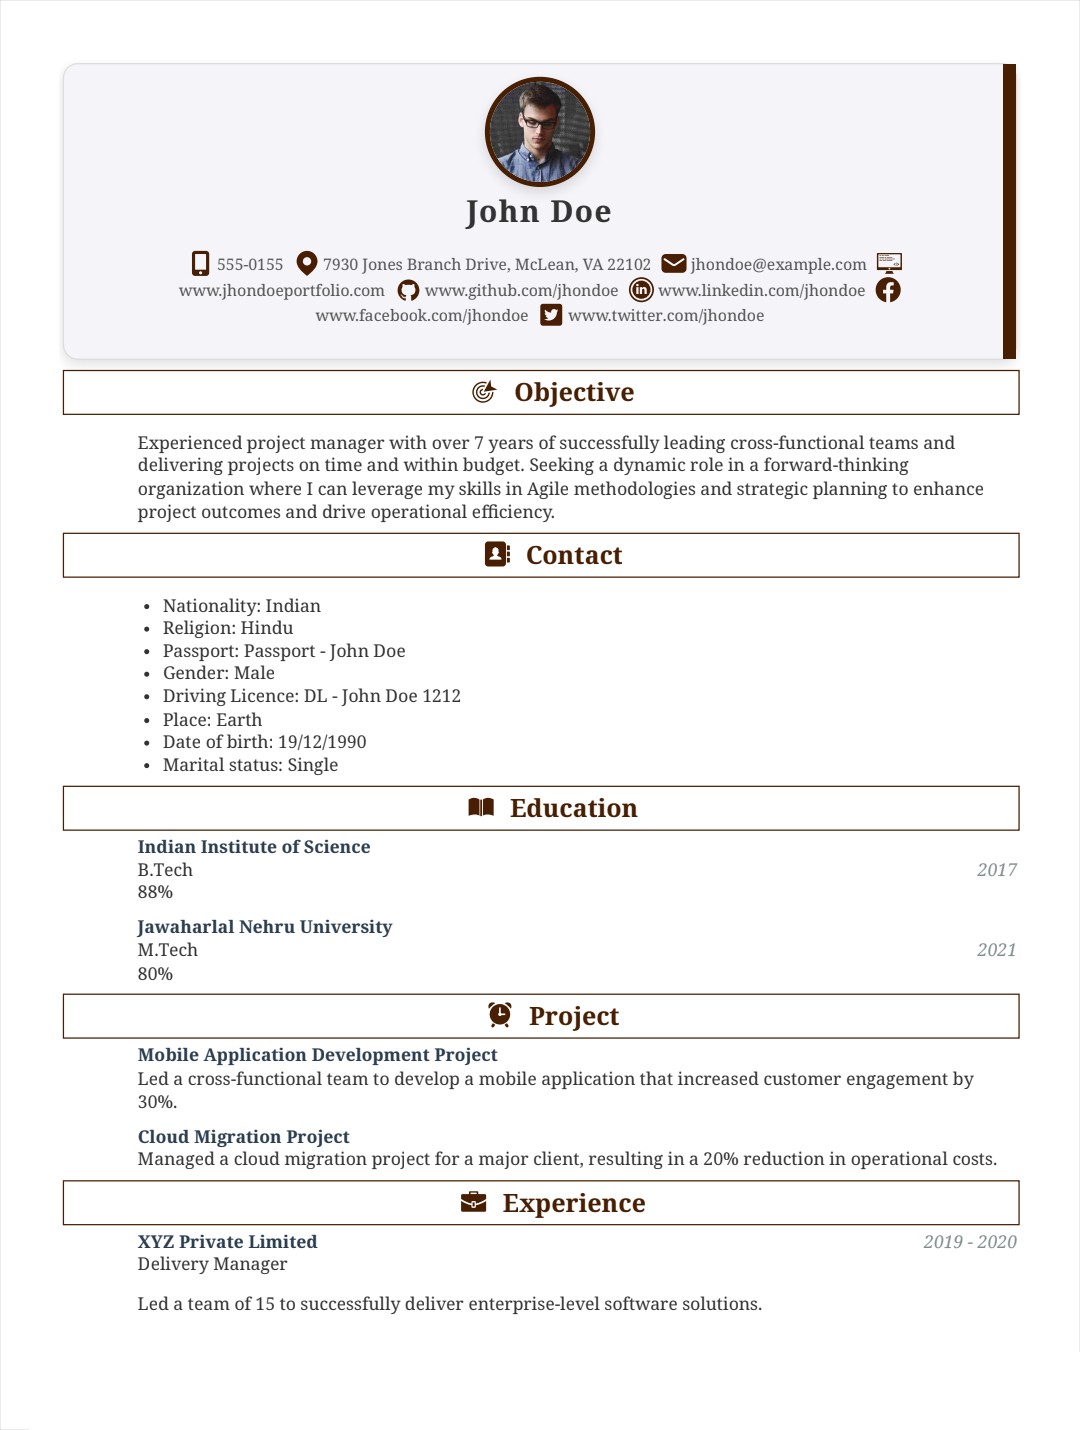 John Doe
555-0155 7930 Jones Branch Drive, McLean, VA 22102 jhondoe@example.com
www.jhondoeportfolio.com www.github.com/jhondoe www.linkedin.com/jhondoe
www.facebook.com/jhondoe www.twitter.com/jhondoe
Objective
Experienced project manager with over 7 years of successfully leading cross-functional teams and
delivering projects on time and within budget. Seeking a dynamic role in a forward-thinking
organization where I can leverage my skills in Agile methodologies and strategic planning to enhance
project outcomes and drive operational efficiency.
Contact
• Nationality: Indian
• Religion: Hindu
• Passport: Passport - John Doe
• Gender: Male
• Driving Licence: DL - John Doe 1212
• Place: Earth
• Date of birth: 19/12/1990
• Marital status: Single
Education
Indian Institute of Science
B.Tech 2017
88%
Jawaharlal Nehru University
M.Tech 2021
80%
Project
Mobile Application Development Project
Led a cross-functional team to develop a mobile application that increased customer engagement by
30%.
Cloud Migration Project
Managed a cloud migration project for a major client, resulting in a 20% reduction in operational costs.
Experience
XYZ Private Limited 2019 - 2020
Delivery Manager
Led a team of 15 to successfully deliver enterprise-level software solutions.